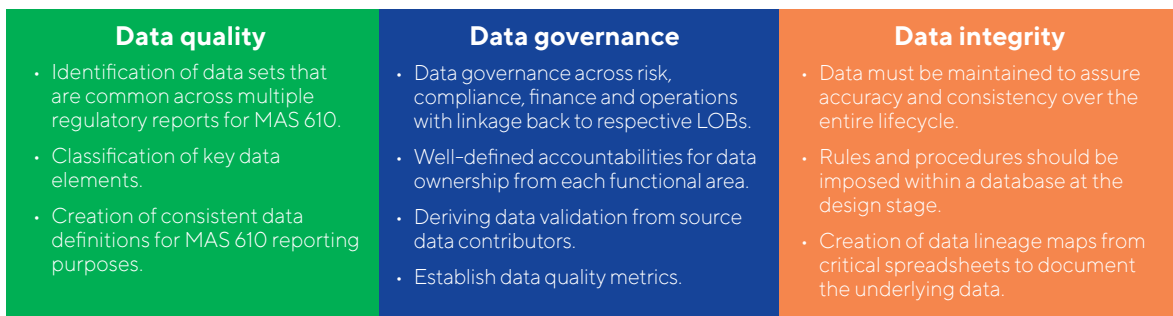 Data quality
• Identification of data sets that
are common across multiple
regulatory reports for MAS 610.
• Classification of key data
elements.
• Creation of consistent data
definitions for MAS 610 reporting
purposes.
Data governance
• Data governance across risk,
compliance, finance and operations
with linkage back to respective LOBs.
• Well-defined accountabilities for data
ownership from each functional area.
• Deriving data validation from source
data contributors.
• Establish data quality metrics.
Data integrity
• Data must be maintained to assure
accuracy and consistency over the
entire lifecycle.
• Rules and procedures should be
imposed within a database at the
design stage.
• Creation of data lineage maps from
critical spreadsheets to document
the underlying data.